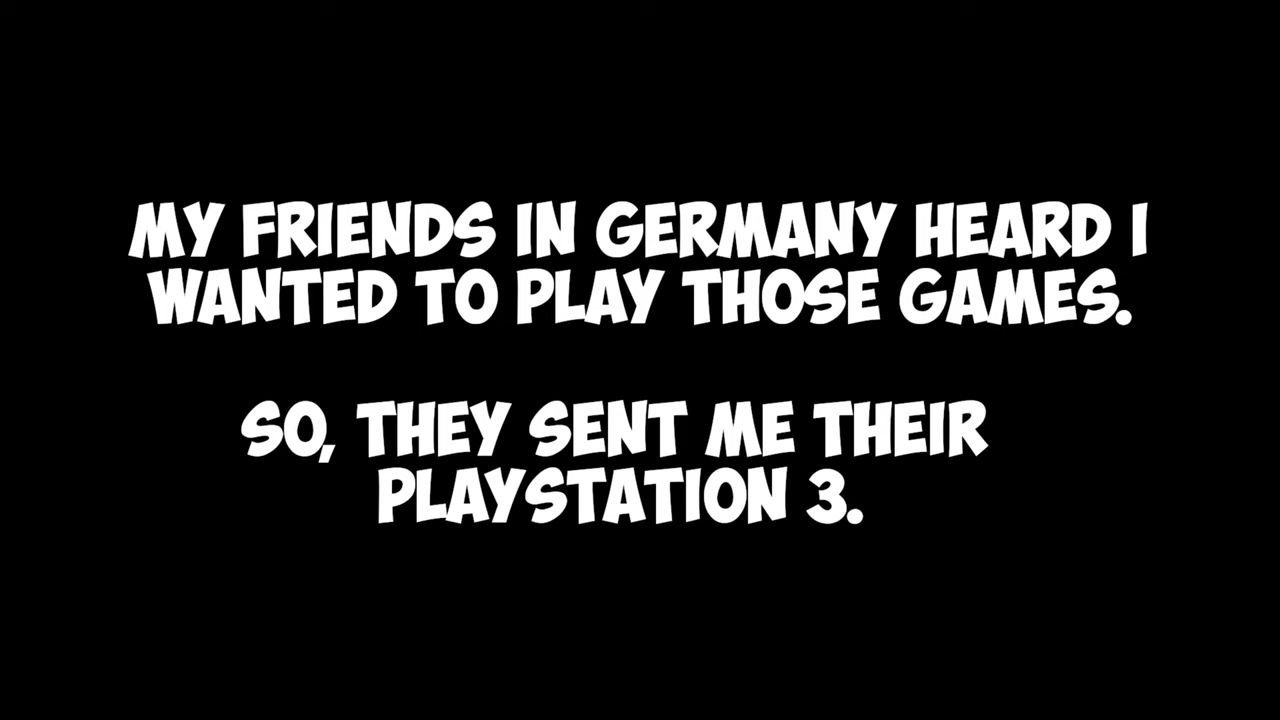 MY FRIENDS IN GERMANY HEARD I
WANTED TO PLAY THOSE GAMES.
SO, THEY SENT ME THEIR
PLAYSTATION 3.